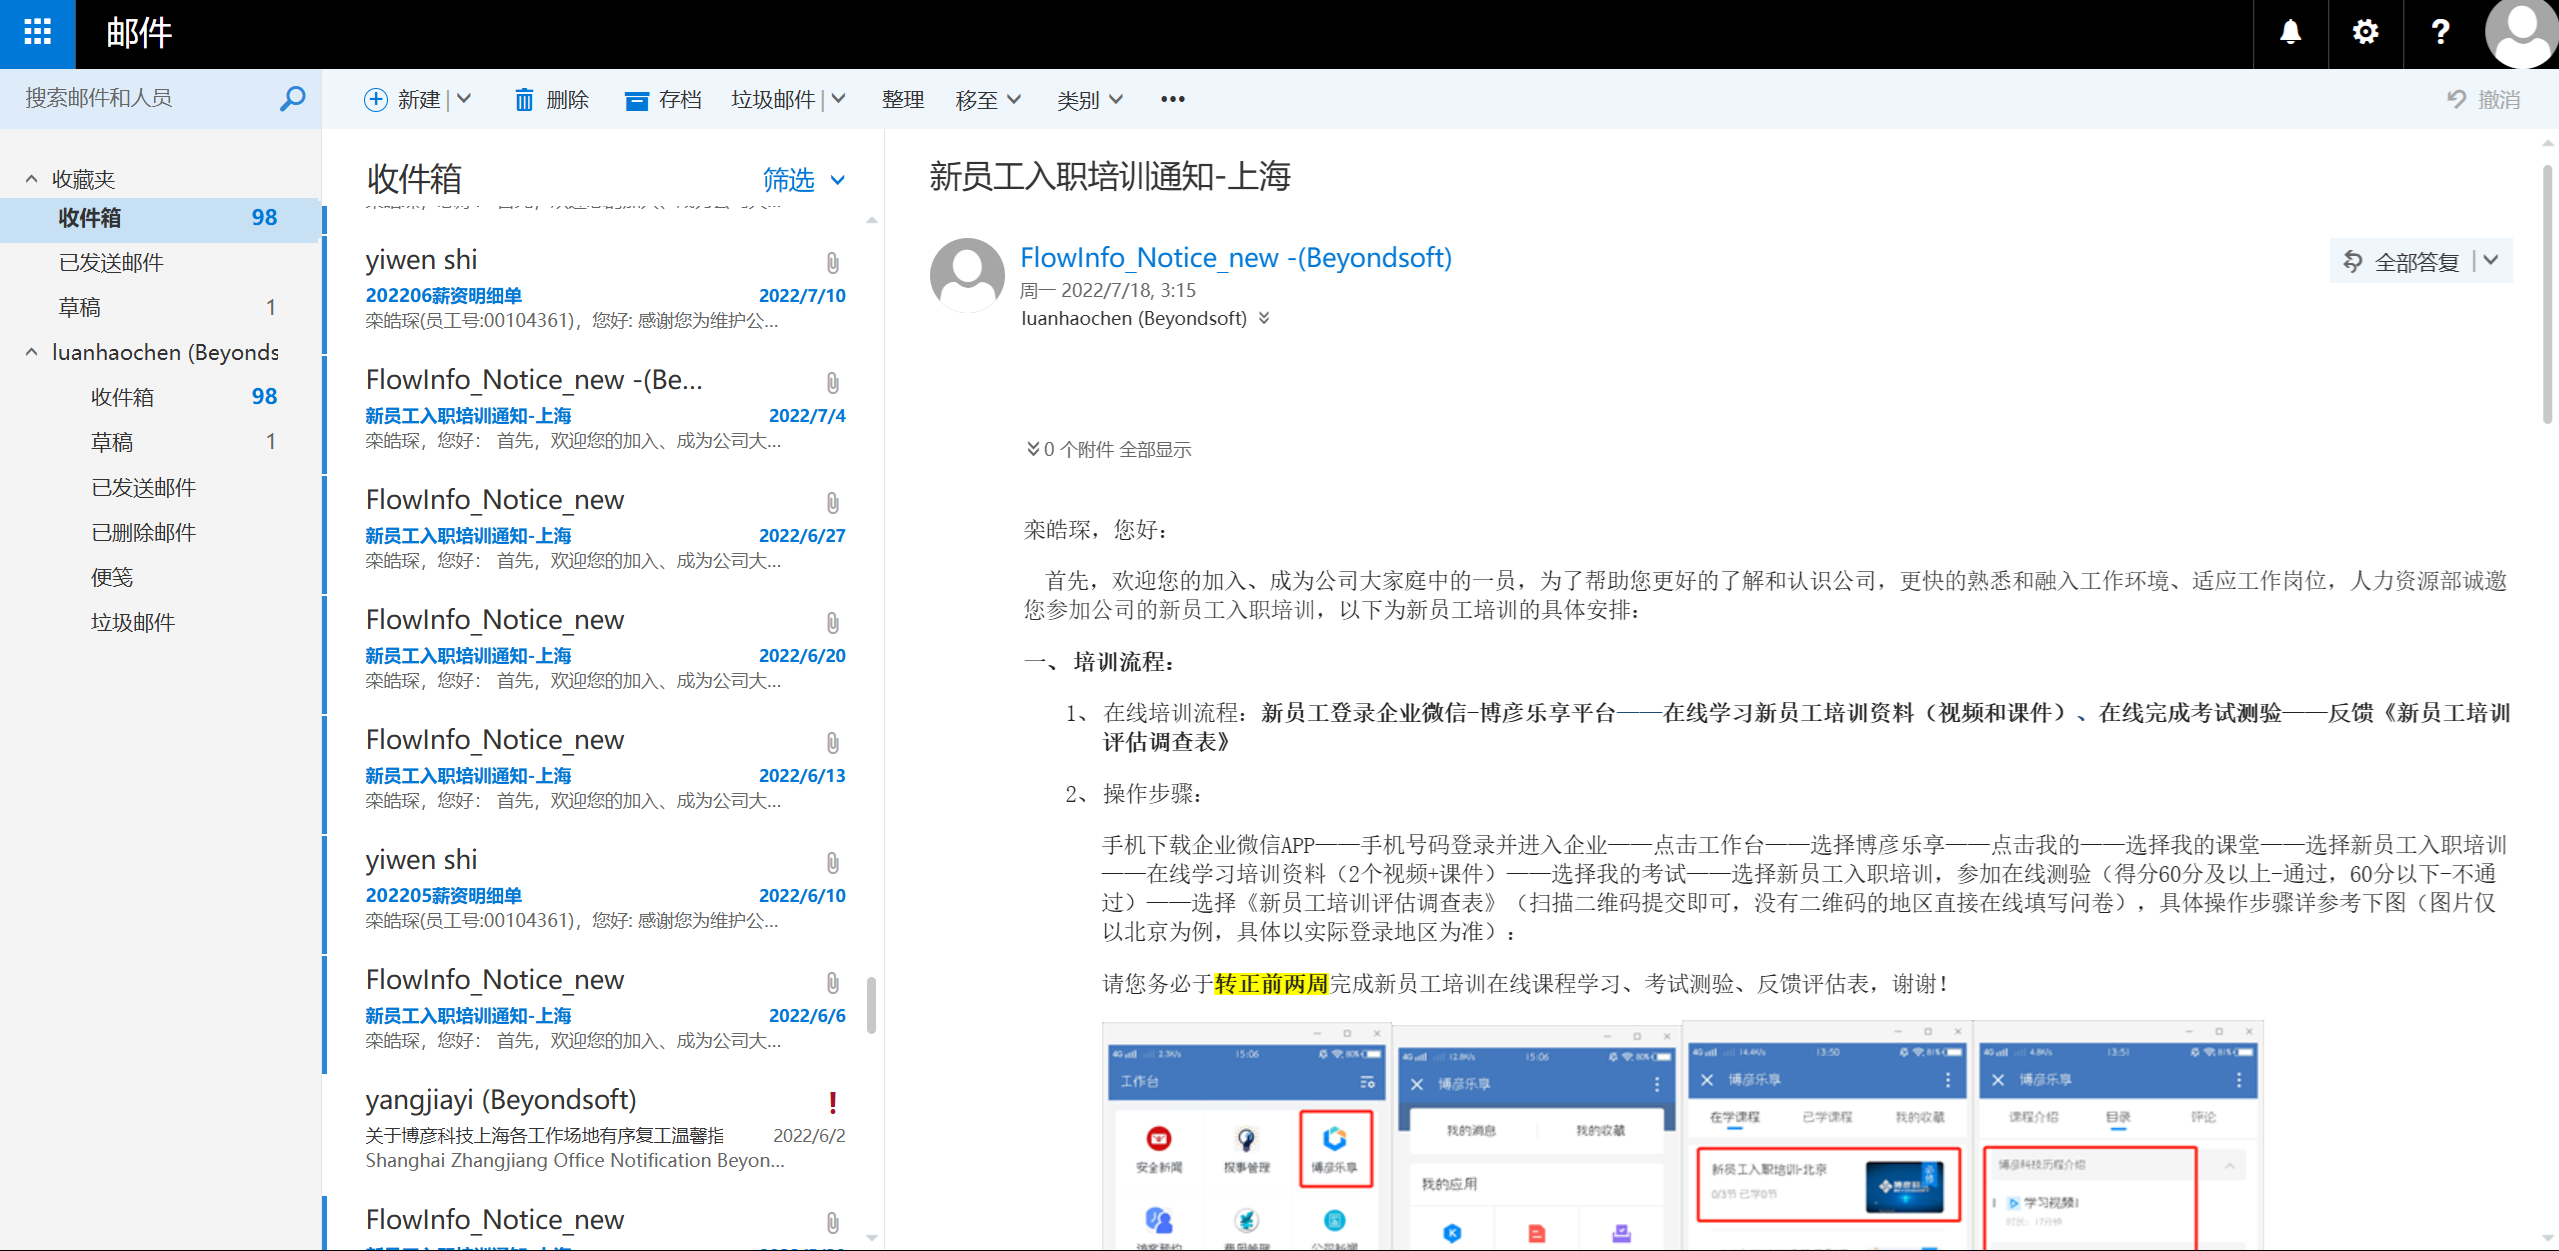 邮件
搜索邮件和人员
新建
删除
存档
垃圾邮件
整理
移至
类别
撤消
收藏夹
收件箱 98
已发送邮件
草稿 1
luanhaochen (Beyonds
收件箱 98
草稿 1
已发送邮件
已删除邮件
便笺
垃圾邮件
收件箱
筛选
yiwen shi
202206薪资明细单 2022/7/10
栾皓琛(员工号:00104361)，您好: 感谢您为维护公...
FlowInfo_Notice_new -(Be...
新员工入职培训通知-上海 2022/7/4
栾皓琛，您好： 首先，欢迎您的加入、成为公司大...
FlowInfo_Notice_new
新员工入职培训通知-上海 2022/6/27
栾皓琛，您好： 首先，欢迎您的加入、成为公司大...
FlowInfo_Notice_new
新员工入职培训通知-上海 2022/6/20
栾皓琛，您好： 首先，欢迎您的加入、成为公司大...
FlowInfo_Notice_new
新员工入职培训通知-上海 2022/6/13
栾皓琛，您好： 首先，欢迎您的加入、成为公司大...
yiwen shi
202205薪资明细单 2022/6/10
栾皓琛(员工号:00104361)，您好: 感谢您为维护公...
FlowInfo_Notice_new
新员工入职培训通知-上海 2022/6/6
栾皓琛，您好： 首先，欢迎您的加入、成为公司大...
yangjiayi (Beyondsoft)
关于博彦科技上海各工作场地有序复工温馨指 2022/6/2
Shanghai Zhangjiang Office Notification Beyon...
FlowInfo_Notice_new
新员工入职培训通知-上海
FlowInfo_Notice_new -(Beyondsoft)
周一 2022/7/18, 3:15
luanhaochen (Beyondsoft)
全部答复
0 个附件 全部显示
栾皓琛，您好：
首先，欢迎您的加入、成为公司大家庭中的一员，为了帮助您更好的了解和认识公司，更快的熟悉和融入工作环境、适应工作岗位，人力资源部诚邀
您参加公司的新员工入职培训，以下为新员工培训的具体安排：
一、 培训流程：
1、 在线培训流程：新员工登录企业微信-博彦乐享平台——在线学习新员工培训资料（视频和课件）、在线完成考试测验——反馈《新员工培训
评估调查表》
2、 操作步骤：
手机下载企业微信APP——手机号码登录并进入企业——点击工作台——选择博彦乐享——点击我的——选择我的课堂——选择新员工入职培训
——在线学习培训资料（2个视频+课件）——选择我的考试——选择新员工入职培训，参加在线测验（得分60分及以上-通过，60分以下-不通
过）——选择《新员工培训评估调查表》（扫描二维码提交即可，没有二维码的地区直接在线填写问卷），具体操作步骤详参考下图（图片仅
以北京为例，具体以实际登录地区为准）：
请您务必于转正前两周完成新员工培训在线课程学习、考试测验、反馈评估表，谢谢！
4G 2.3K/s 15:06 80%
工作台
安全新闻 报事管理 博彦乐享
4G 12.8K/s 15:06 80%
博彦乐享
我的消息 我的收藏
我的应用
4G 14.4K/s 13:50 81%
博彦乐享
在学课程 已学课程 我的收藏
新员工入职培训-北京
0/3节 已学0节
4G 4.8K/s 13:51 81%
博彦乐享
课程介绍 目录 评论
博彦科技历程介绍
学习视频1
时长: 17分钟